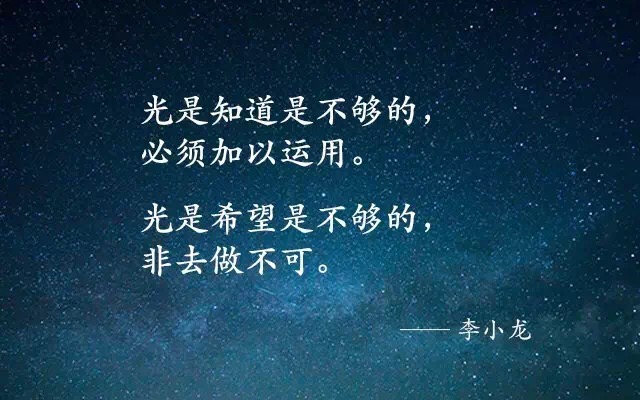 光是知道是不够的，
必须加以运用。
光是希望是不够的，
非去做不可。
—— 李小龙